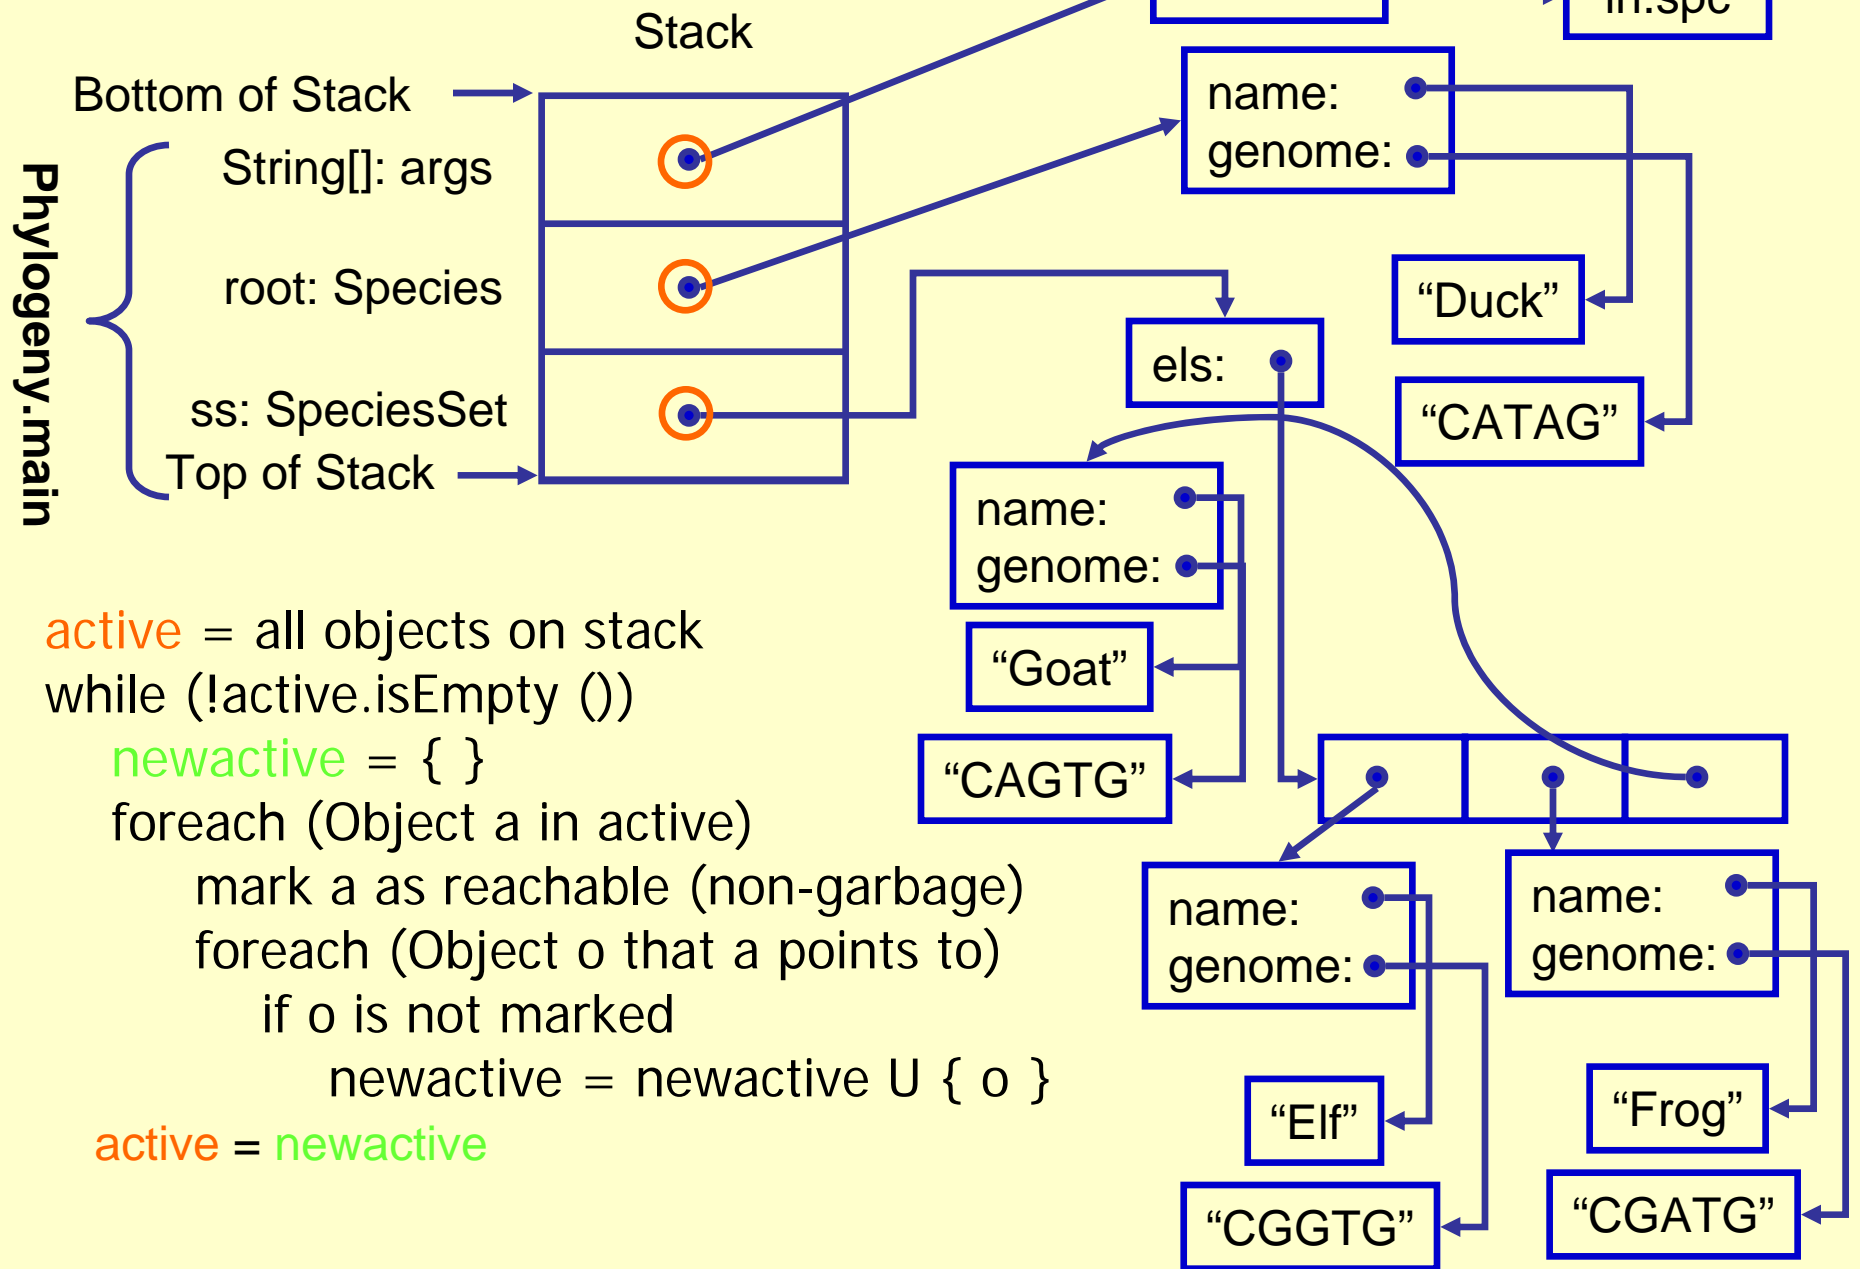 Stack
in.spc
Bottom of Stack
String[]: args
root: Species
ss: SpeciesSet
Top of Stack
Phylogeny.main
name:
genome:
“Duck”
“CATAG”
els:
name:
genome:
“Goat”
“CAGTG”
name:
genome:
“Elf”
“CGGTG”
name:
genome:
“Frog”
“CGATG”
active = all objects on stack
while (!active.isEmpty ())
newactive = { }
foreach (Object a in active)
mark a as reachable (non-garbage)
foreach (Object o that a points to)
if o is not marked
newactive = newactive U { o }
active = newactive